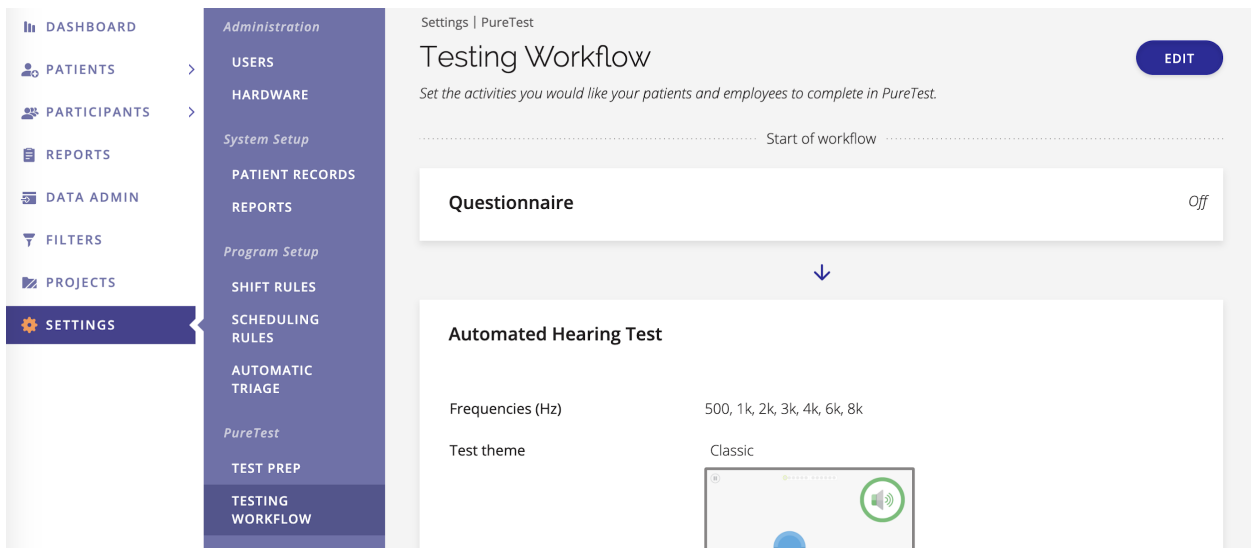 DASHBOARD
PATIENTS
PARTICIPANTS
REPORTS
DATA ADMIN
FILTERS
PROJECTS
SETTINGS
Administration
USERS
HARDWARE
System Setup
PATIENT RECORDS
REPORTS
Program Setup
SHIFT RULES
SCHEDULING
RULES
AUTOMATIC
TRIAGE
PureTest
TEST PREP
TESTING
WORKFLOW
Settings | PureTest
Testing Workflow
EDIT
Set the activities you would like your patients and employees to complete in PureTest.
Start of workflow
Questionnaire
Off
Automated Hearing Test
Frequencies (Hz)
500, 1k, 2k, 3k, 4k, 6k, 8k
Test theme
Classic